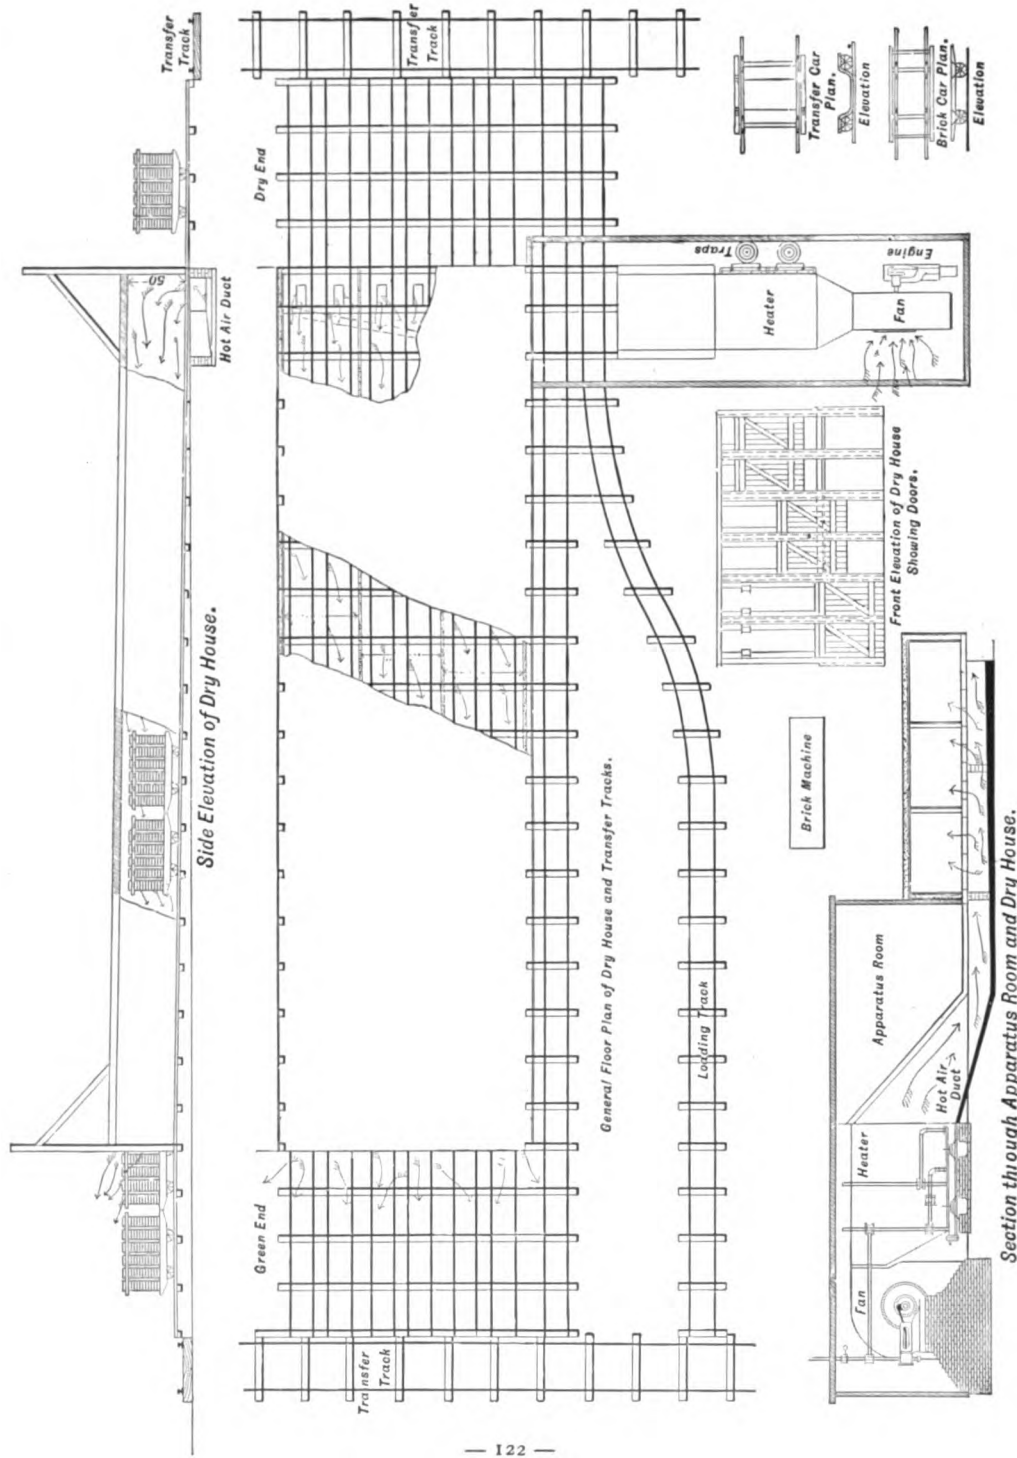 Transfer
Track
50"
Hot Air Duct
Side Elevation of Dry House.
Transfer
Track
Dry End
Green End
Transfer
Track
General Floor Plan of Dry House and Transfer Tracks.
Loading Track
Transfer Car
Plan.
Elevation
Brick Car Plan.
Elevation
Traps
Engine
Heater
Fan
Front Elevation of Dry House
Showing Doors.
Brick Machine
Apparatus Room
Hot Air
Duct
Heater
Fan
Section through Apparatus Room and Dry House.
— 122 —